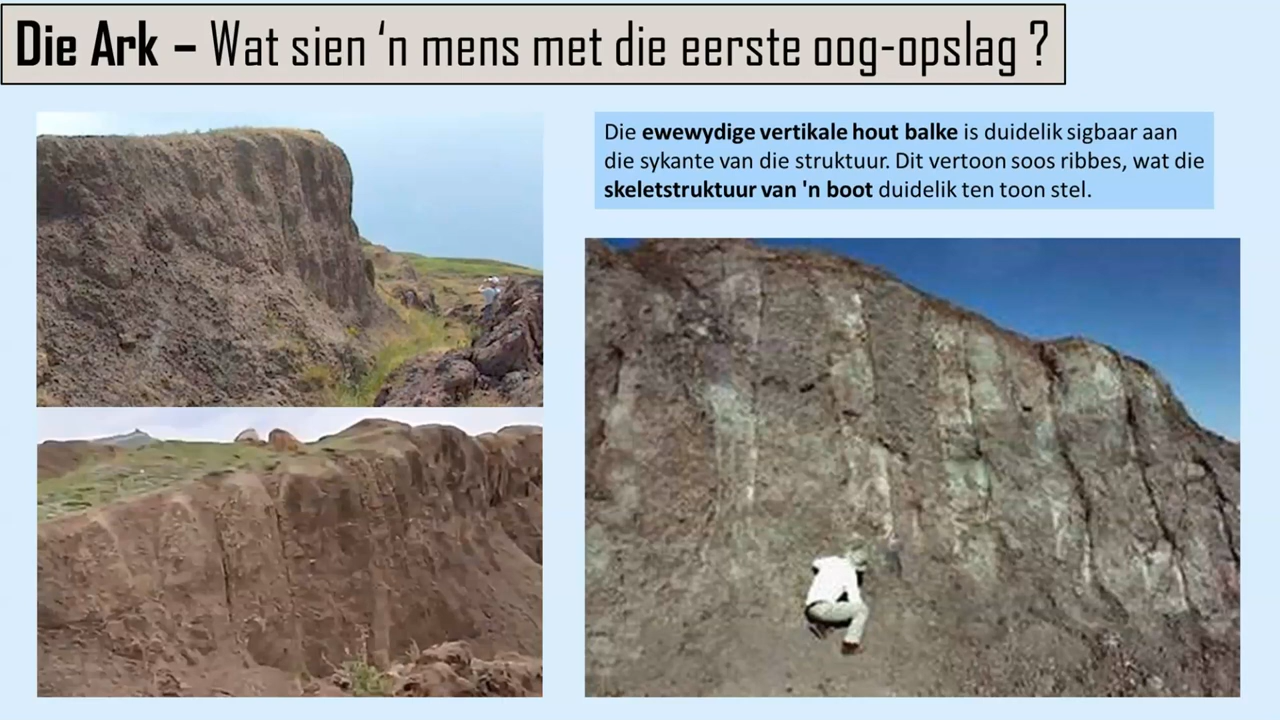 Die Ark – Wat sien ‘n mens met die eerste oog-opslag ?
Die ewewydige vertikale hout balke is duidelik sigbaar aan
die sykante van die struktuur. Dit vertoon soos ribbes, wat die
skeletstruktuur van 'n boot duidelik ten toon stel.